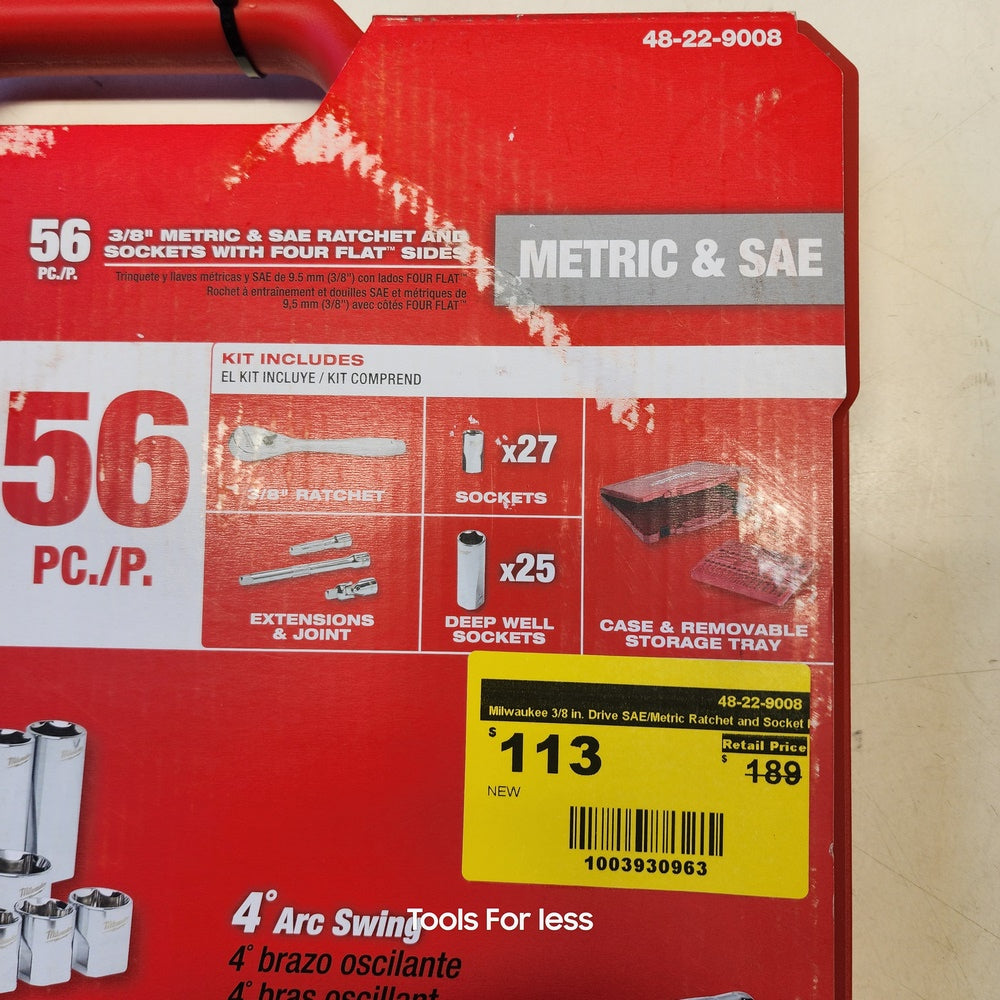 48-22-9008
56
PC./P.
3/8" METRIC & SAE RATCHET AND
SOCKETS WITH FOUR FLAT™ SIDES
Trinquete y llaves métricas y SAE de 9.5 mm (3/8") con lados FOUR FLAT™
Rochet à entraînement et douilles SAE et métriques de
9,5 mm (3/8") avec côtés FOUR FLAT™
METRIC & SAE
KIT INCLUDES
EL KIT INCLUYE / KIT COMPREND
56
PC./P.
3/8" RATCHET
x27
SOCKETS
EXTENSIONS
& JOINT
x25
DEEP WELL
SOCKETS
CASE & REMOVABLE
STORAGE TRAY
48-22-9008
Milwaukee 3/8 in. Drive SAE/Metric Ratchet and Socket
$113
Retail Price
$189
NEW
1003930963
4° Arc Swing
Tools For less
4° brazo oscilante
4° bras oscillant